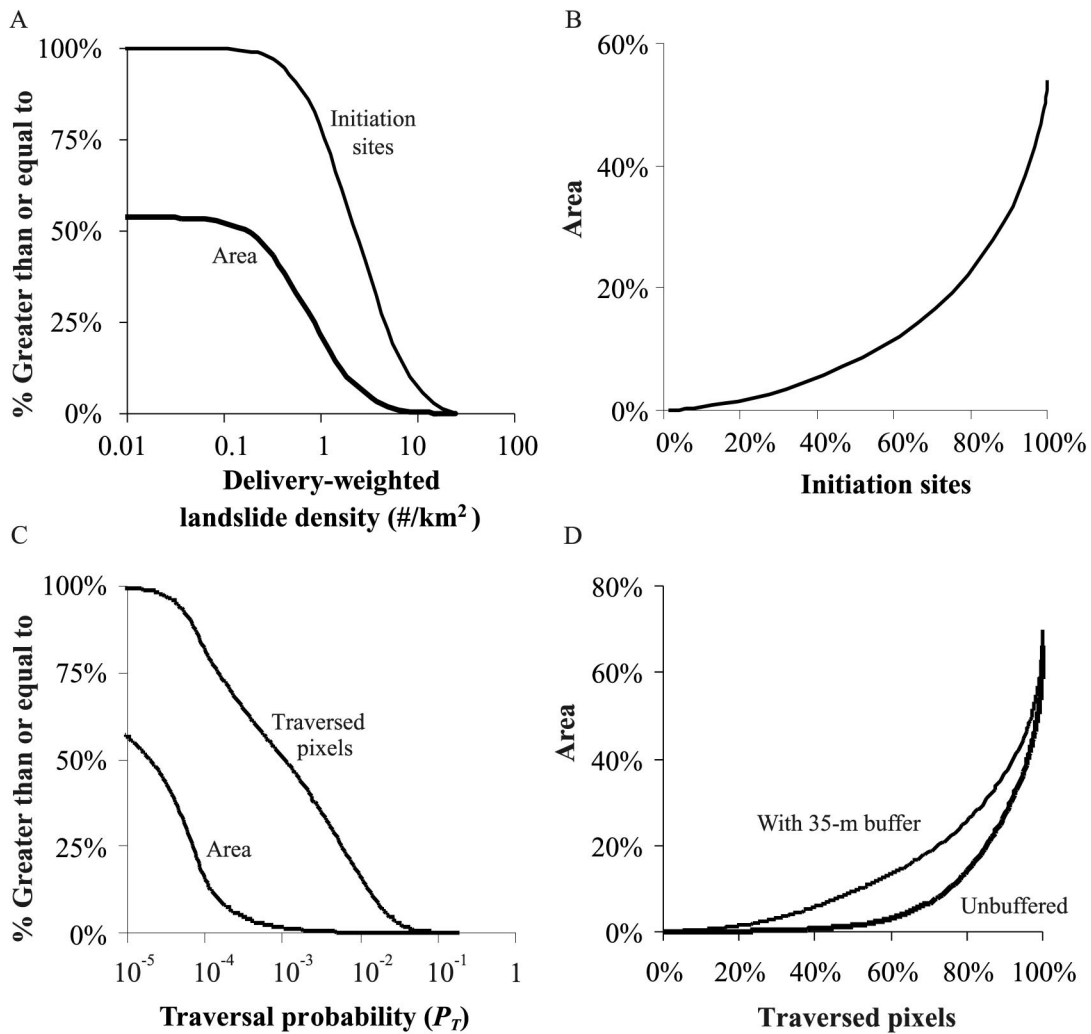 A
% Greater than or equal to
100%
75%
50%
25%
0%
Initiation
sites
Area
0.01
0.1
1
10
100
Delivery-weighted
landslide density (#/km²)
B
Area
60%
40%
20%
0%
0%
20%
40%
60%
80%
100%
Initiation sites
C
% Greater than or equal to
100%
75%
50%
25%
0%
Traversed
pixels
Area
10⁻⁵
10⁻⁴
10⁻³
10⁻²
10⁻¹
1
Traversal probability (P_T)
D
Area
80%
60%
40%
20%
0%
With 35-m buffer
Unbuffered
0%
20%
40%
60%
80%
100%
Traversed pixels